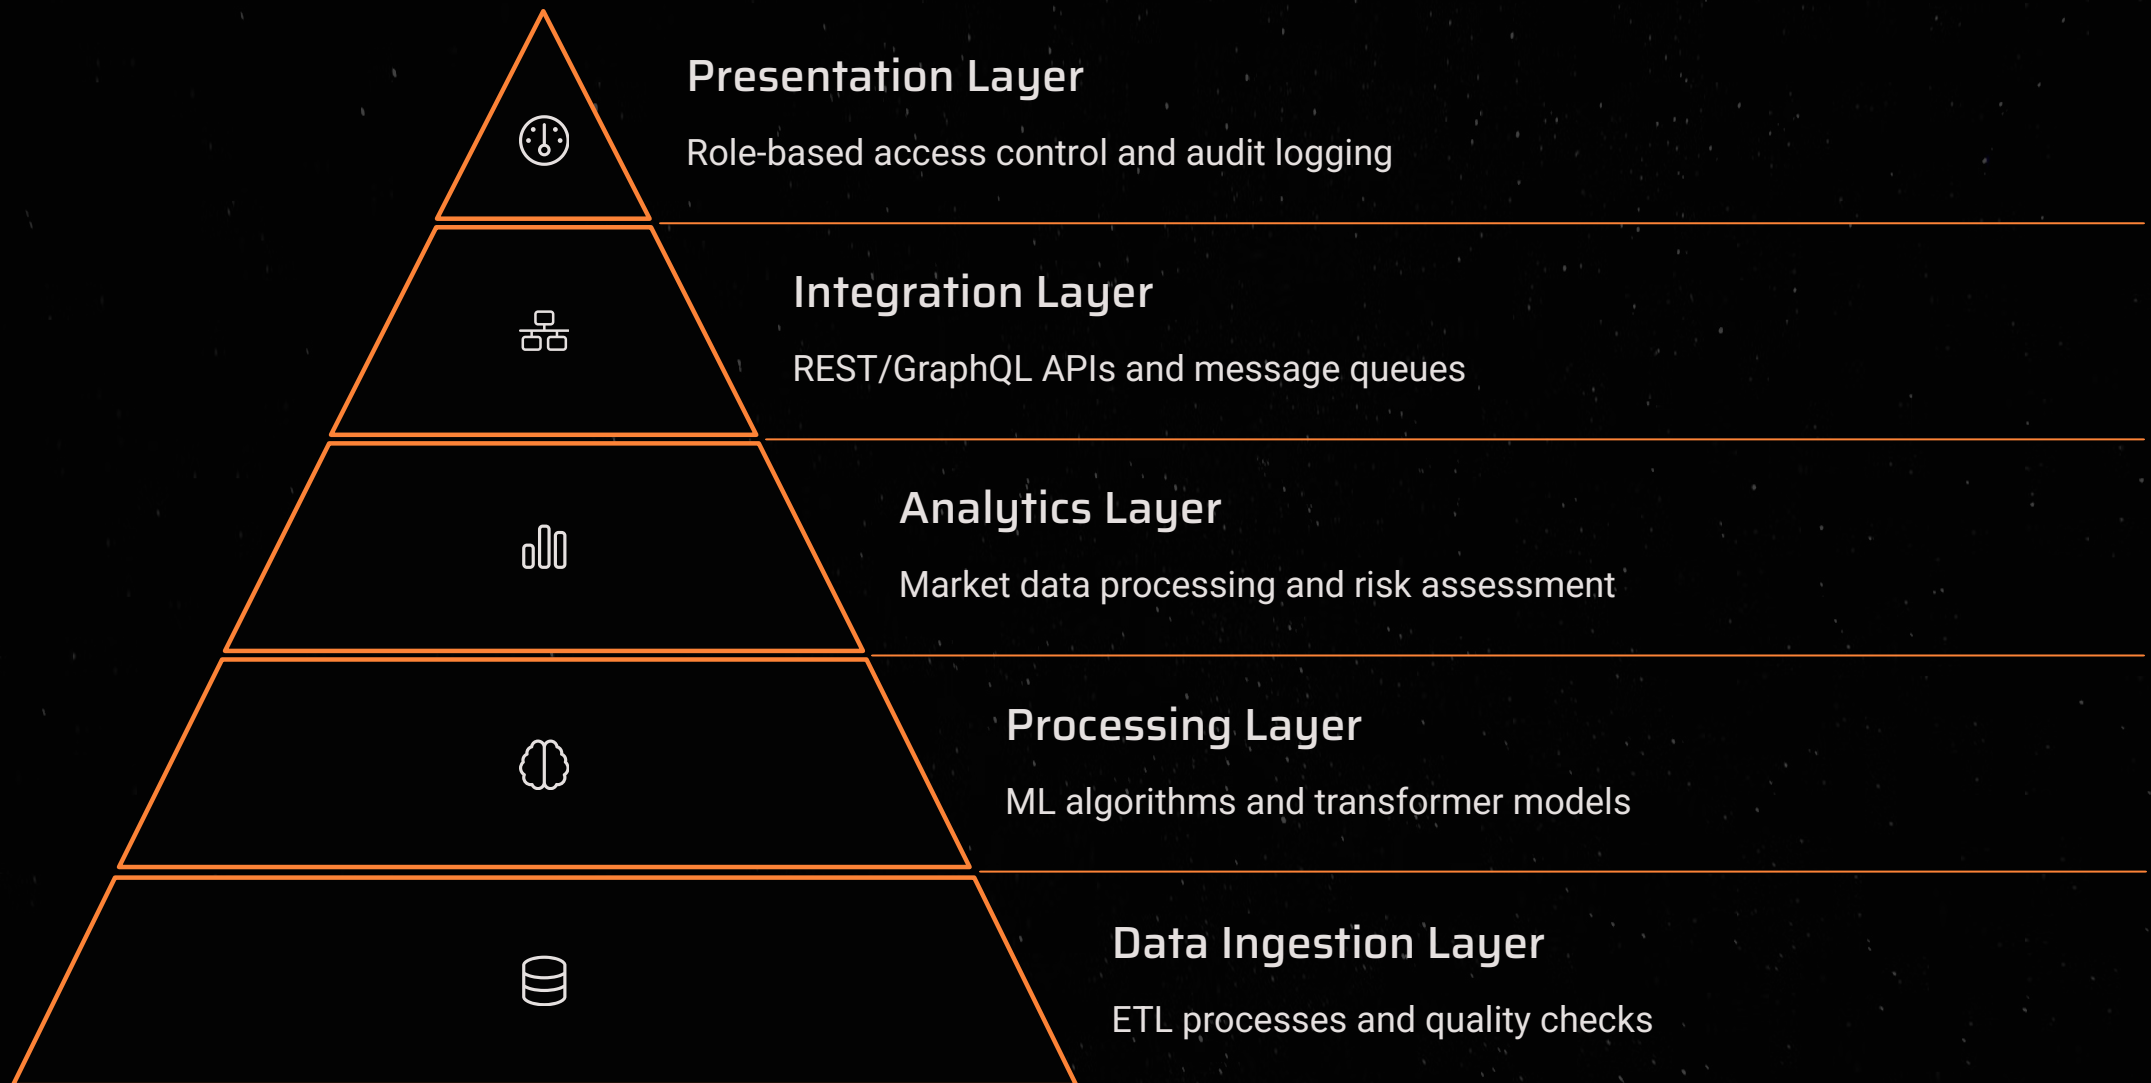 Presentation Layer
Role-based access control and audit logging
Integration Layer
REST/GraphQL APIs and message queues
Analytics Layer
Market data processing and risk assessment
Processing Layer
ML algorithms and transformer models
Data Ingestion Layer
ETL processes and quality checks